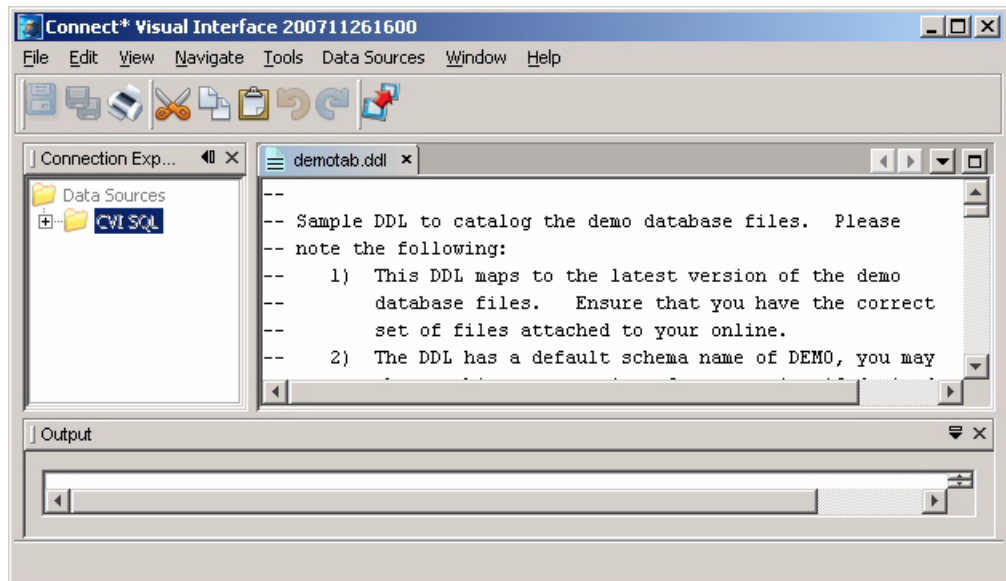 Connect* Visual Interface 200711261600
File Edit View Navigate Tools Data Sources Window Help
Connection Exp...
Data Sources
CVI SQL
demotab.ddl
--
-- Sample DDL to catalog the demo database files. Please
-- note the following:
-- 1) This DDL maps to the latest version of the demo
-- database files. Ensure that you have the correct
-- set of files attached to your online.
-- 2) The DDL has a default schema name of DEMO, you may
Output